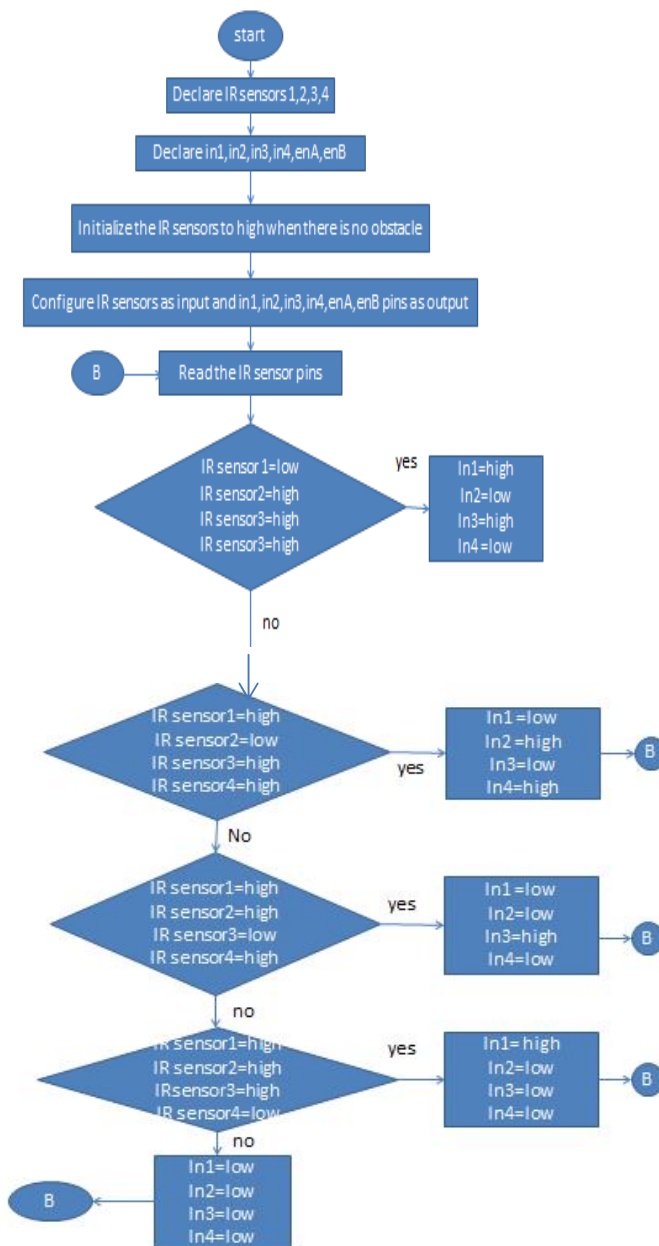 start
Declare IR sensors 1,2,3,4
Declare in1,in2,in3,in4,enA,enB
Initialize the IR sensors to high when there is no obstacle
Configure IR sensors as input and in1,in2,in3,in4,enA,enB pins as output
B
Read the IR sensor pins
IR sensor1=low
IR sensor2=high
IR sensor3=high
IR sensor3=high
yes
In1=high
In2=low
In3=high
In4=low
no
IR sensor1=high
IR sensor2=low
IR sensor3=high
IR sensor4=high
yes
In1=low
In2=high
In3=low
In4=high
B
No
IR sensor1=high
IR sensor2=high
IR sensor3=low
IR sensor4=high
yes
In1=low
In2=low
In3=high
In4=low
B
no
IR sensor1=high
IR sensor2=high
IRsensor3=high
IR sensor4=low
yes
In1=high
In2=low
In3=low
In4=low
B
no
In1=low
In2=low
In3=low
In4=low
B